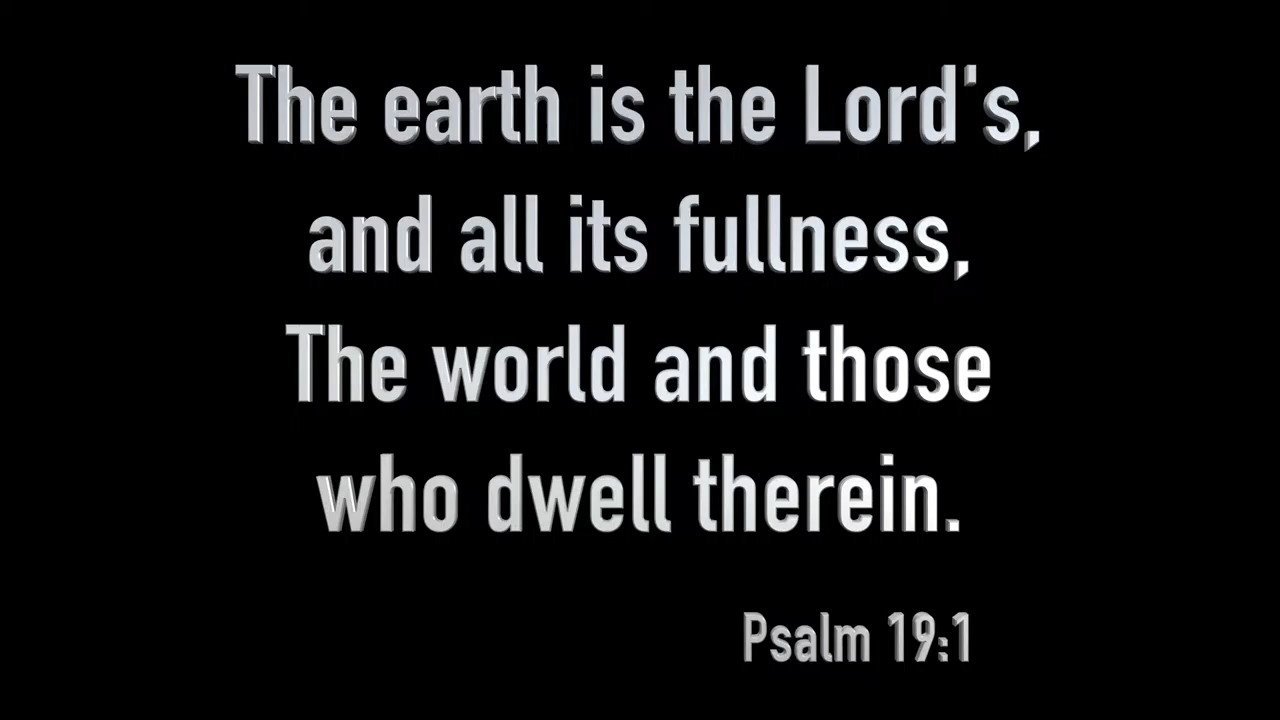 The earth is the Lord's,
and all its fullness,
The world and those
who dwell therein.
Psalm 19:1